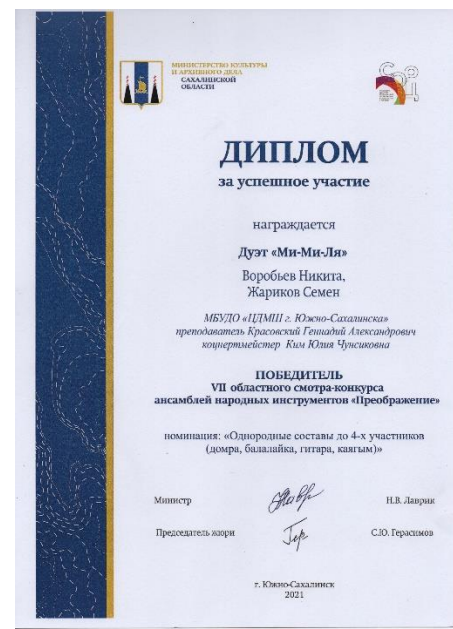 МИНИСТЕРСТВО КУЛЬТУРЫ
И АРХИВНОГО ДЕЛА
САХАЛИНСКОЙ
ОБЛАСТИ
ДИПЛОМ
за успешное участие
награждается
Дуэт «Ми-Ми-Ля»
Воробьев Никита,
Жариков Семен
МБУДО «ЦДМШ г. Южно-Сахалинска»
преподаватель Красовский Геннадий Александрович
концертмейстер Ким Юлия Чунсиковна
ПОБЕДИТЕЛЬ
VII областного смотра-конкурса
ансамблей народных инструментов «Преображение»
номинация: «Однородные составы до 4-х участников
(домра, балалайка, гитара, каягым)»
Министр Н.В. Лаврик
Председатель жюри С.Ю. Герасимов
г. Южно-Сахалинск
2021